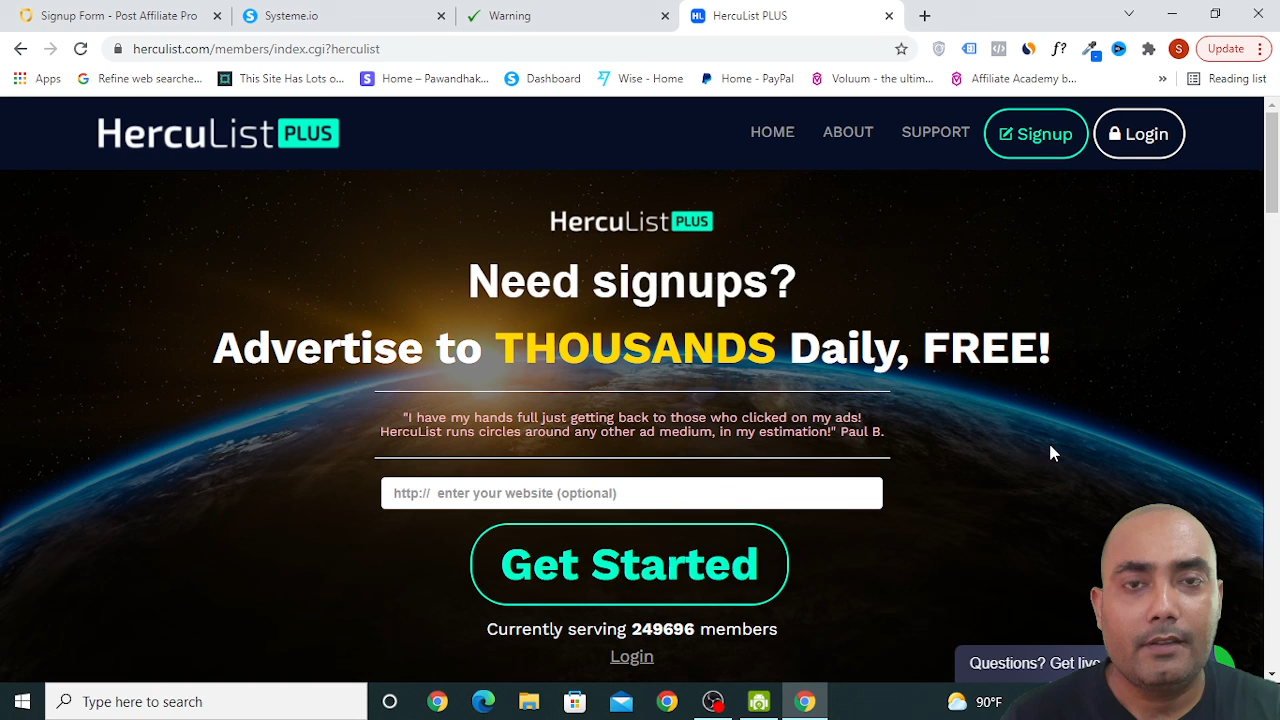 Signup Form - Post Affiliate Pro
Systeme.io
Warning
HercuList PLUS
herculist.com/members/index.cgi?herculist
Update
Apps
Refine web searche...
This Site Has Lots o...
Home – Pawandhak...
Dashboard
Wise - Home
Home - PayPal
Voluum - the ultim...
Affiliate Academy b...
»
Reading list
HercuList PLUS
HOME
ABOUT
SUPPORT
Signup
Login
HercuList PLUS
Need signups?
Advertise to THOUSANDS Daily, FREE!
"I have my hands full just getting back to those who clicked on my ads!
HercuList runs circles around any other ad medium, in my estimation!" Paul B.
http:// enter your website (optional)
Get Started
Currently serving 249696 members
Login
Questions? Get live
Type here to search
90°F